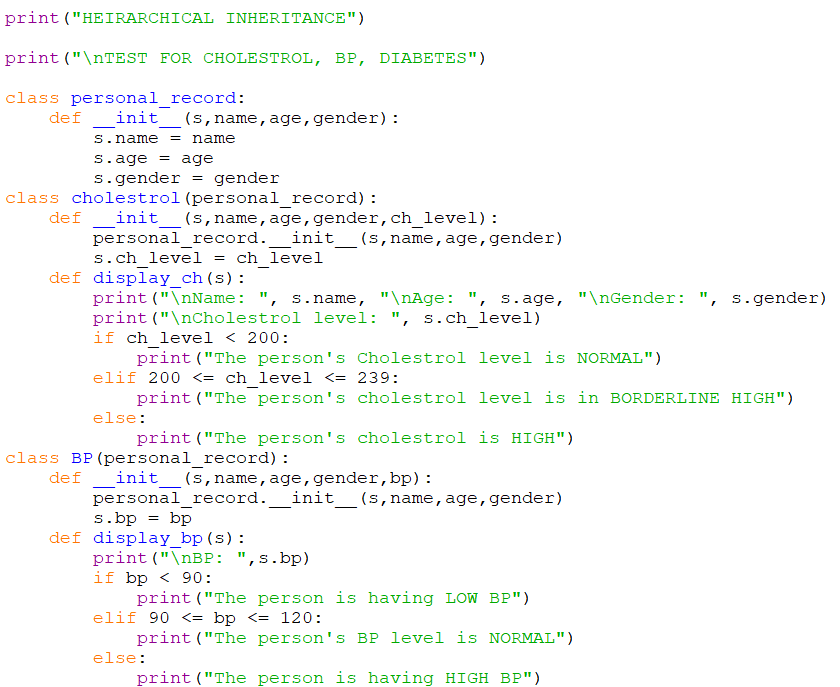 print("HEIRARCHICAL INHERITANCE")
print("\nTEST FOR CHOLESTROL, BP, DIABETES")
class personal_record:
    def __init__(s,name,age,gender):
        s.name = name
        s.age = age
        s.gender = gender
class cholestrol(personal_record):
    def __init__(s,name,age,gender,ch_level):
        personal_record.__init__(s,name,age,gender)
        s.ch_level = ch_level
    def display_ch(s):
        print("\nName: ", s.name, "\nAge: ", s.age, "\nGender: ", s.gender)
        print("\nCholestrol level: ", s.ch_level)
        if ch_level < 200:
            print("The person's Cholestrol level is NORMAL")
        elif 200 <= ch_level <= 239:
            print("The person's cholestrol level is in BORDERLINE HIGH")
        else:
            print("The person's cholestrol is HIGH")
class BP(personal_record):
    def __init__(s,name,age,gender,bp):
        personal_record.__init__(s,name,age,gender)
        s.bp = bp
    def display_bp(s):
        print("\nBP: ",s.bp)
        if bp < 90:
            print("The person is having LOW BP")
        elif 90 <= bp <= 120:
            print("The person's BP level is NORMAL")
        else:
            print("The person is having HIGH BP")